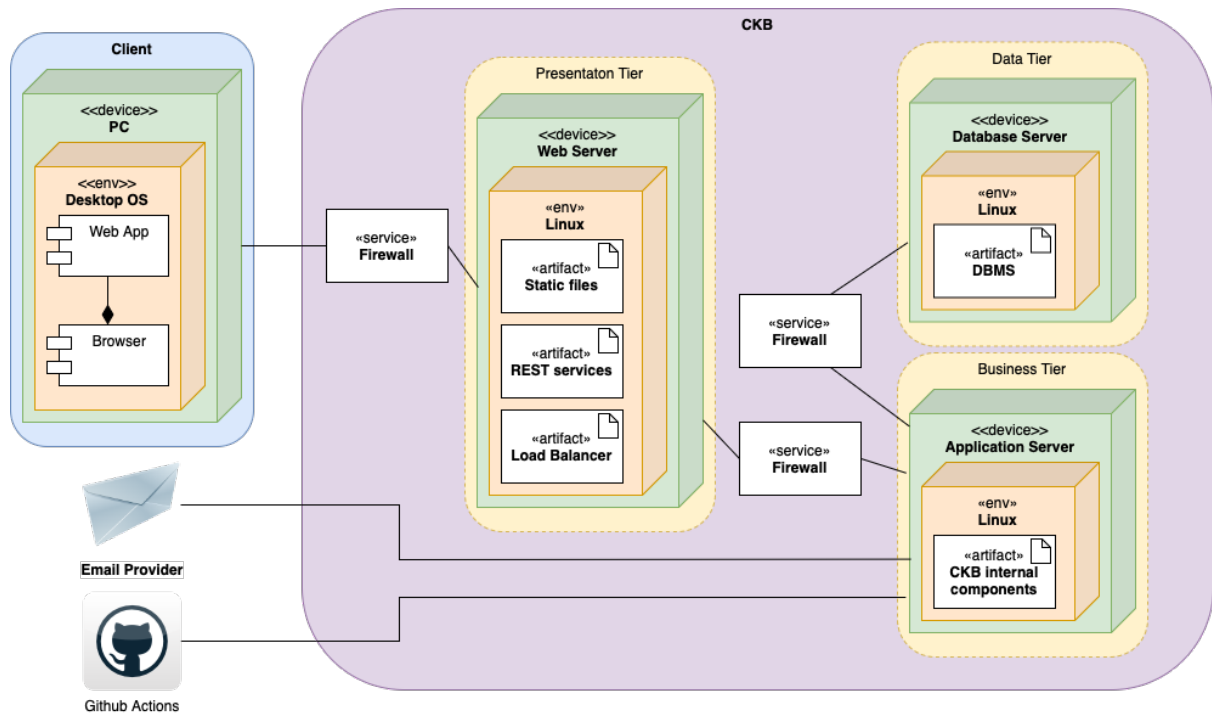 CKB
Client
<<device>>
PC
<<env>>
Desktop OS
Web App
Browser
«service»
Firewall
Presentaton Tier
<<device>>
Web Server
«env»
Linux
«artifact»
Static files
«artifact»
REST services
«artifact»
Load Balancer
«service»
Firewall
«service»
Firewall
Data Tier
<<device>>
Database Server
«env»
Linux
«artifact»
DBMS
Business Tier
<<device>>
Application Server
«env»
Linux
«artifact»
CKB internal
components
Email Provider
Github Actions